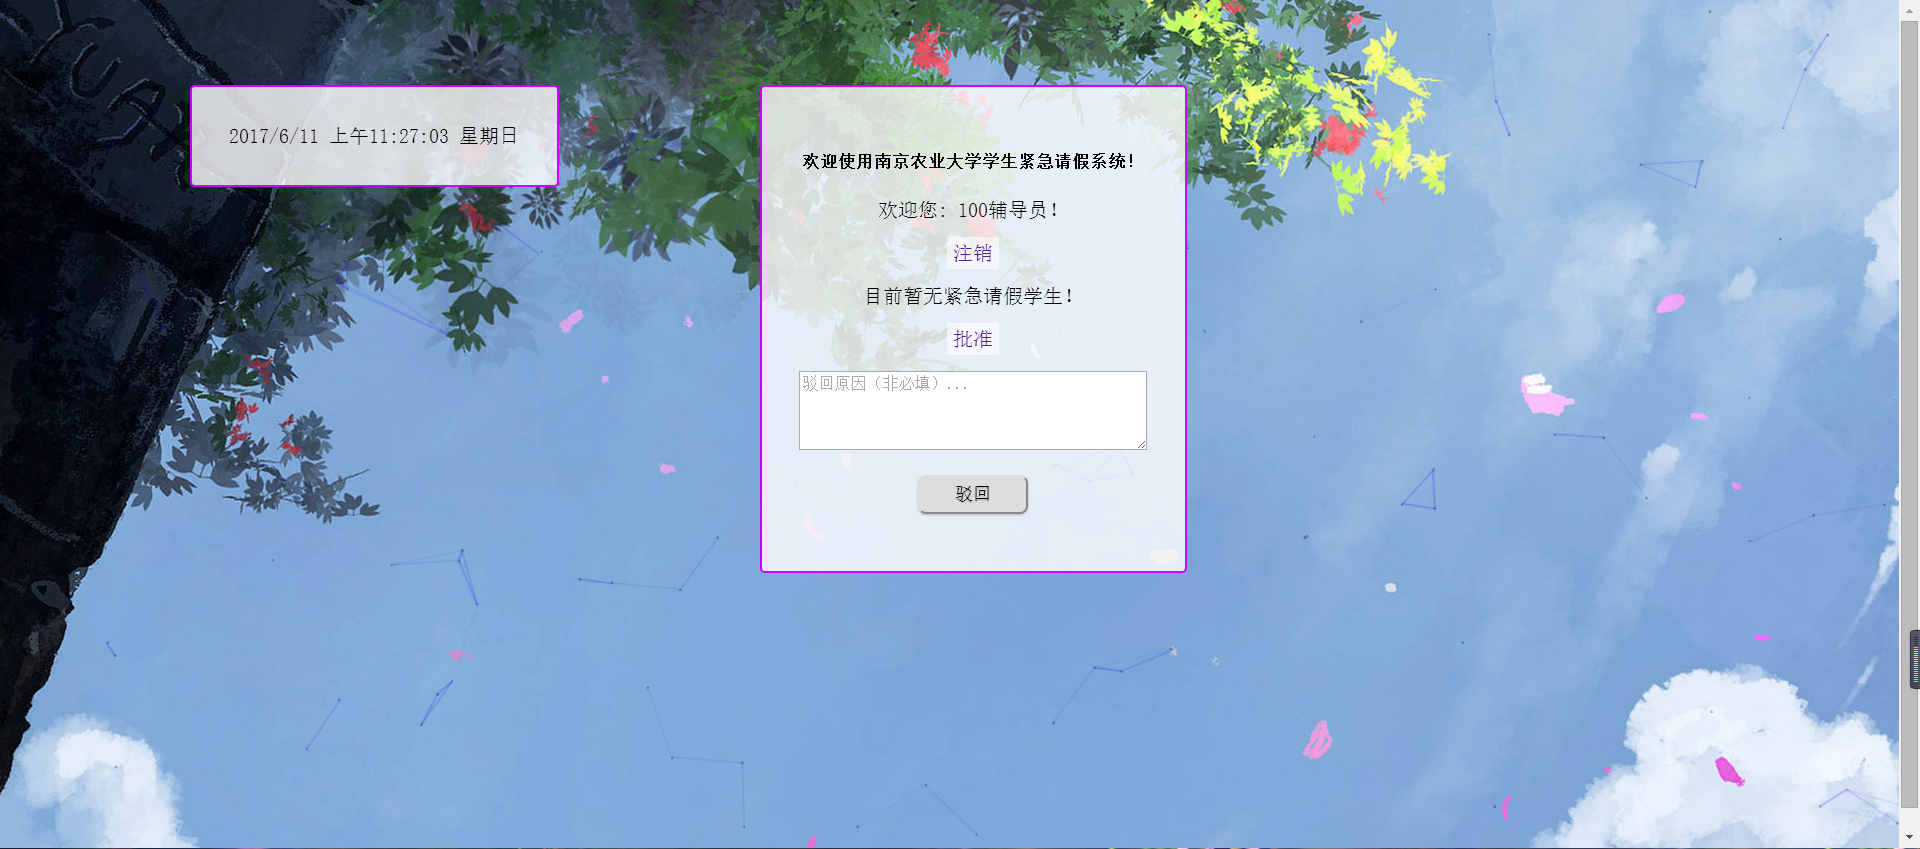 2017/6/11 上午11:27:03 星期日
欢迎使用南京农业大学学生紧急请假系统！
欢迎您：100辅导员！
注销
目前暂无紧急请假学生！
批准
驳回原因（非必填）...
驳回